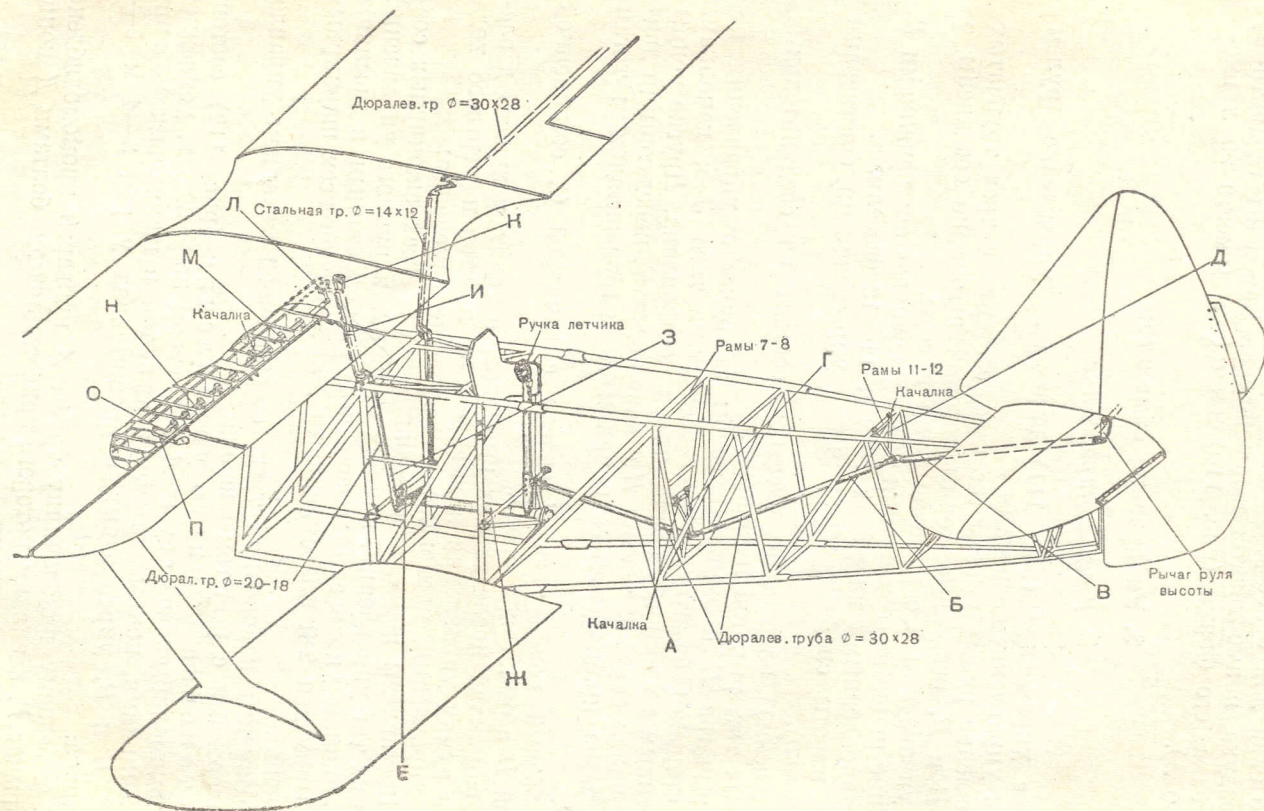 Дюралев. тр ∅=30×28
Л
Стальная тр. ∅=14×12
К
М
И
Д
Н
Качалка
Ручка летчика
З
Рамы 7-8
Г
Рамы 11-12
Качалка
О
П
Дюрал. тр. ∅=20-18
Качалка
А
Дюралев. труба ∅=30×28
Б
В
Рычаг руля
высоты
Ж
Е